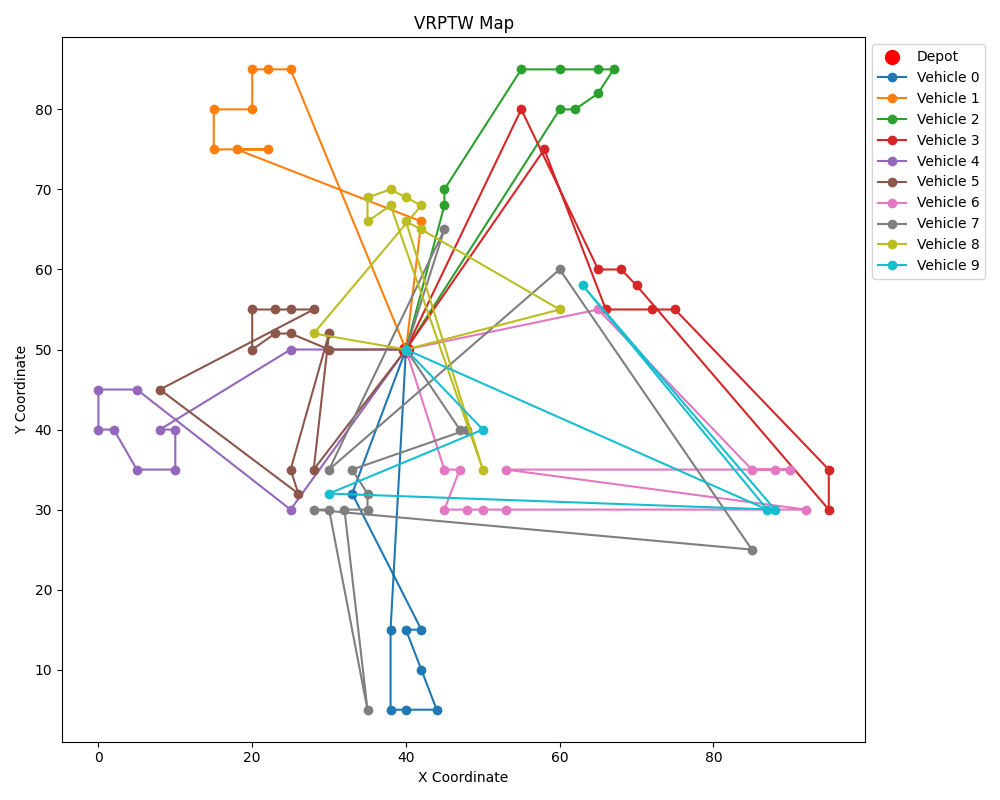 VRPTW Map
Y Coordinate
80
70
60
50
40
30
20
10
0
20
40
60
80
X Coordinate
Depot
Vehicle 0
Vehicle 1
Vehicle 2
Vehicle 3
Vehicle 4
Vehicle 5
Vehicle 6
Vehicle 7
Vehicle 8
Vehicle 9